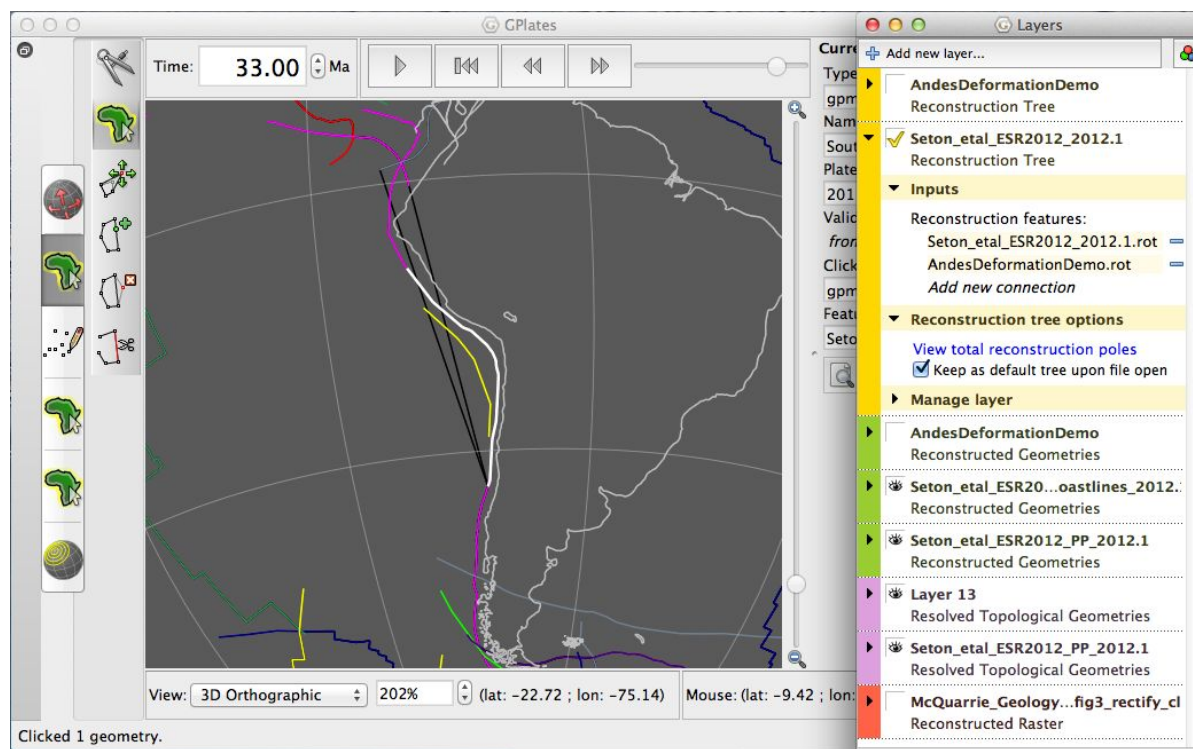 GPlates
Time: 33.00 Ma
Curre
Type
gpm
Nam
Sout
Plate
201
Valid
from
Click
gpm
Featu
Seto
View: 3D Orthographic 202% (lat: -22.72 ; lon: -75.14) Mouse: (lat: -9.42 ; lon:
Clicked 1 geometry.
Layers
Add new layer...
AndesDeformationDemo
Reconstruction Tree
Seton_etal_ESR2012_2012.1
Reconstruction Tree
Inputs
Reconstruction features:
Seton_etal_ESR2012_2012.1.rot
AndesDeformationDemo.rot
Add new connection
Reconstruction tree options
View total reconstruction poles
Keep as default tree upon file open
Manage layer
AndesDeformationDemo
Reconstructed Geometries
Seton_etal_ESR20...oastlines_2012.
Reconstructed Geometries
Seton_etal_ESR2012_PP_2012.1
Reconstructed Geometries
Layer 13
Resolved Topological Geometries
Seton_etal_ESR2012_PP_2012.1
Resolved Topological Geometries
McQuarrie_Geology...fig3_rectify_cl
Reconstructed Raster